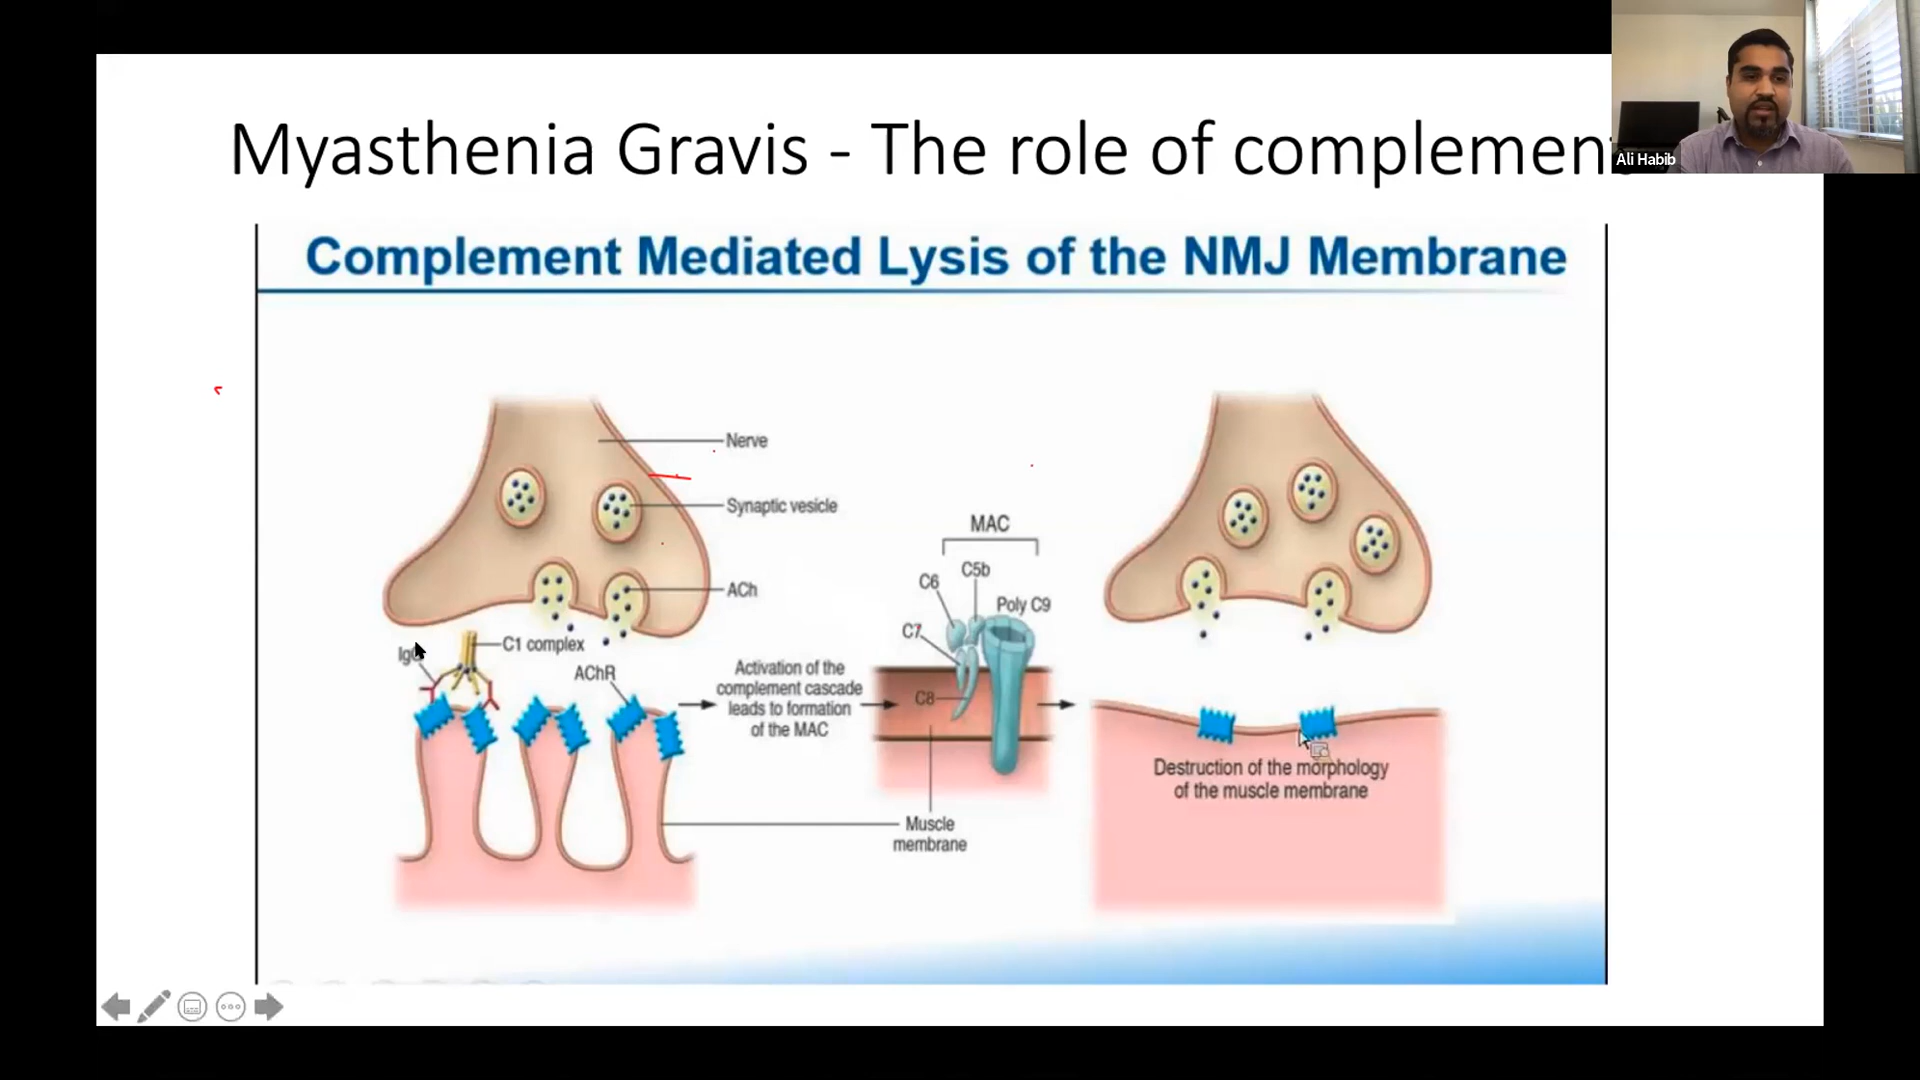 Myasthenia Gravis - The role of complement
Ali Habib
Complement Mediated Lysis of the NMJ Membrane
Nerve
Synaptic vesicle
ACh
C1 complex
AChR
Activation of the
complement cascade
leads to formation
of the MAC
MAC
C6
C5b
Poly C9
C7
C8
Muscle
membrane
Destruction of the morphology
of the muscle membrane